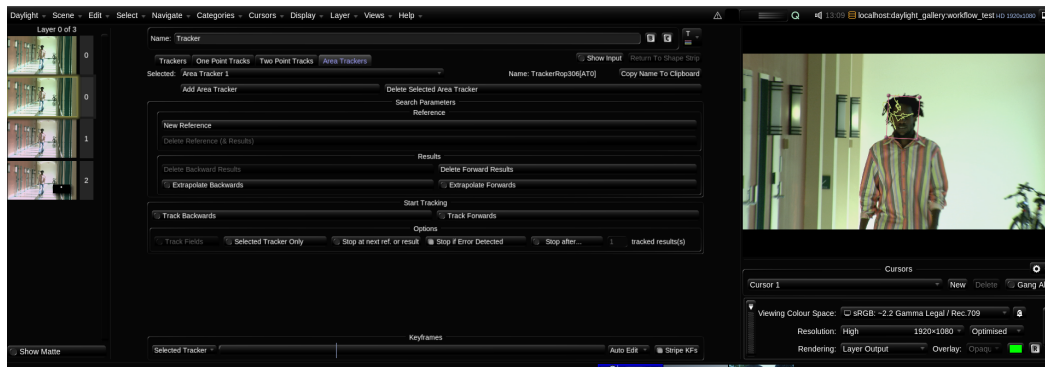 Daylight Scene Edit Select Navigate Categories Cursors Display Layer Views Help 13:09 localhost:daylight_gallery:workflow_test HD 1920x1080
Layer 0 of 3
0
0
1
2
Show Matte
Name: Tracker
Trackers One Point Tracks Two Point Tracks Area Trackers Show Input Return To Shape Strip
Selected: Area Tracker 1 Name: TrackerRop306[AT0] Copy Name To Clipboard
Add Area Tracker Delete Selected Area Tracker
Search Parameters
Reference
New Reference
Delete Reference (& Results)
Results
Delete Backward Results Delete Forward Results
Extrapolate Backwards Extrapolate Forwards
Start Tracking
Track Backwards Track Forwards
Options
Track Fields Selected Tracker Only Stop at next ref. or result Stop if Error Detected Stop after... 1 tracked results(s)
Keyframes
Selected Tracker Auto Edit Stripe KFs
Cursors
Cursor 1 New Delete Gang Al
Viewing Colour Space: sRGB: ~2.2 Gamma Legal / Rec.709
Resolution: High 1920×1080 Optimised
Rendering: Layer Output Overlay: Opaqu